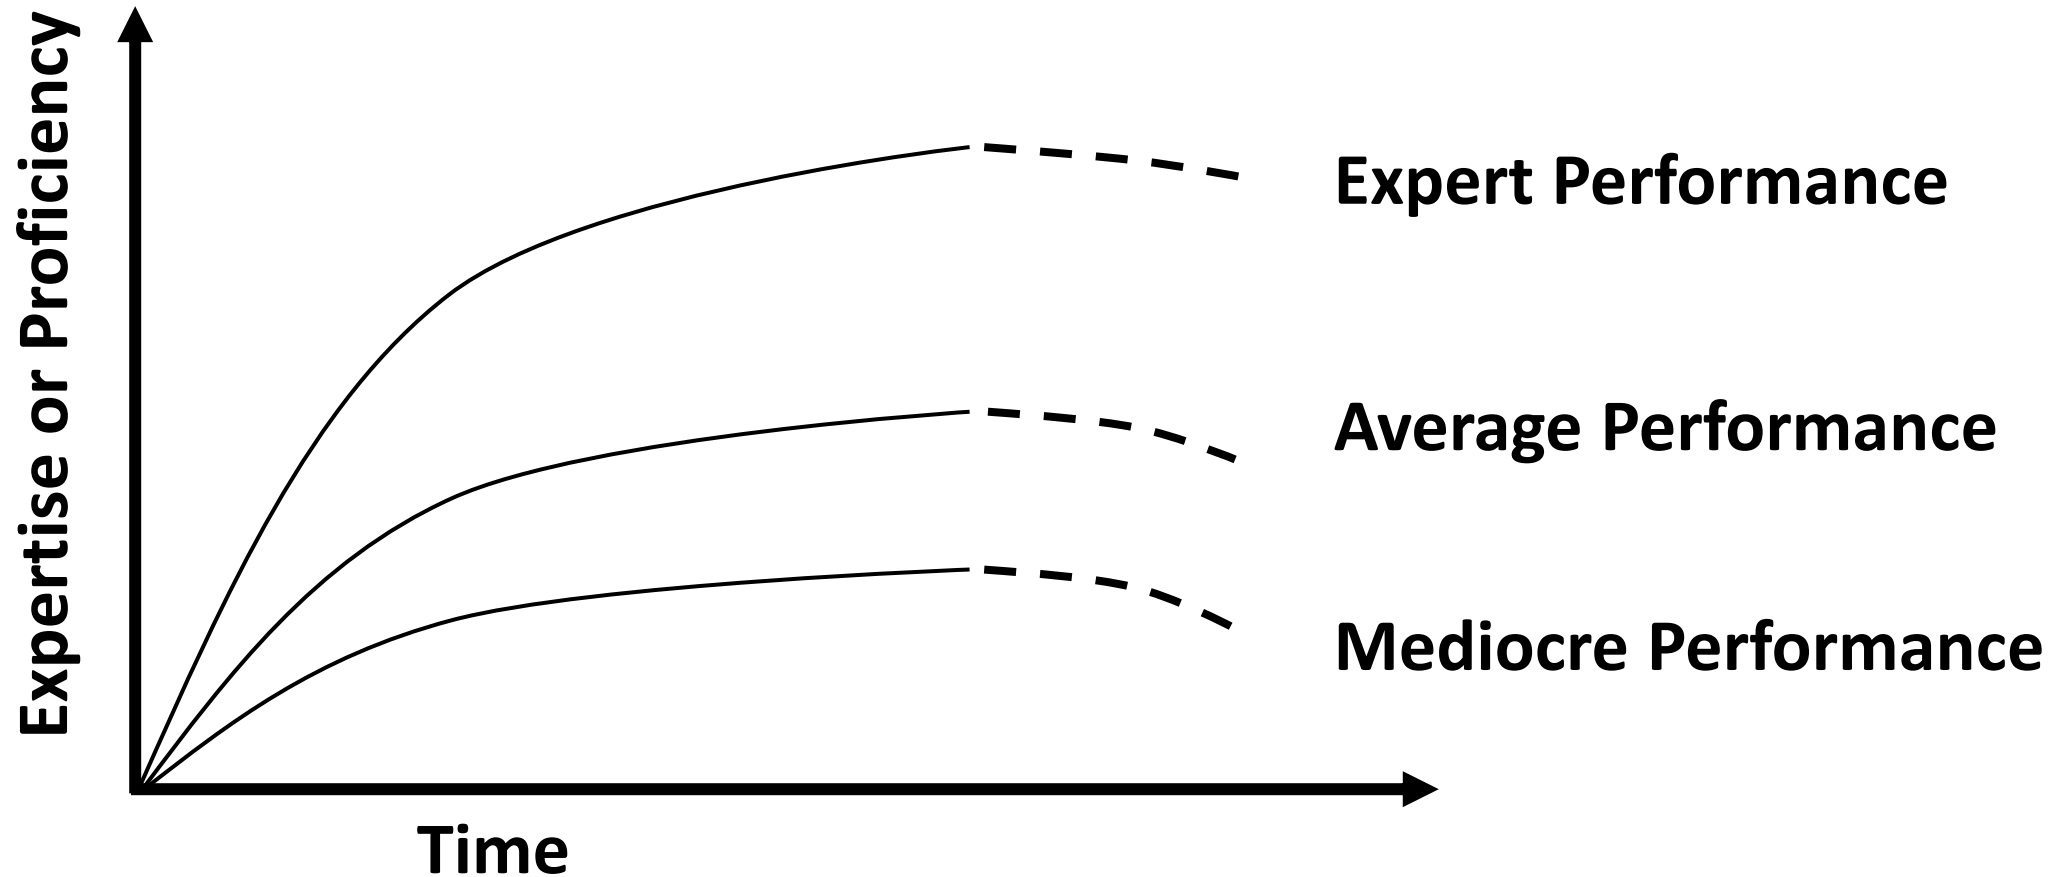 Expertise or Proficiency
Expert Performance
Average Performance
Mediocre Performance
Time